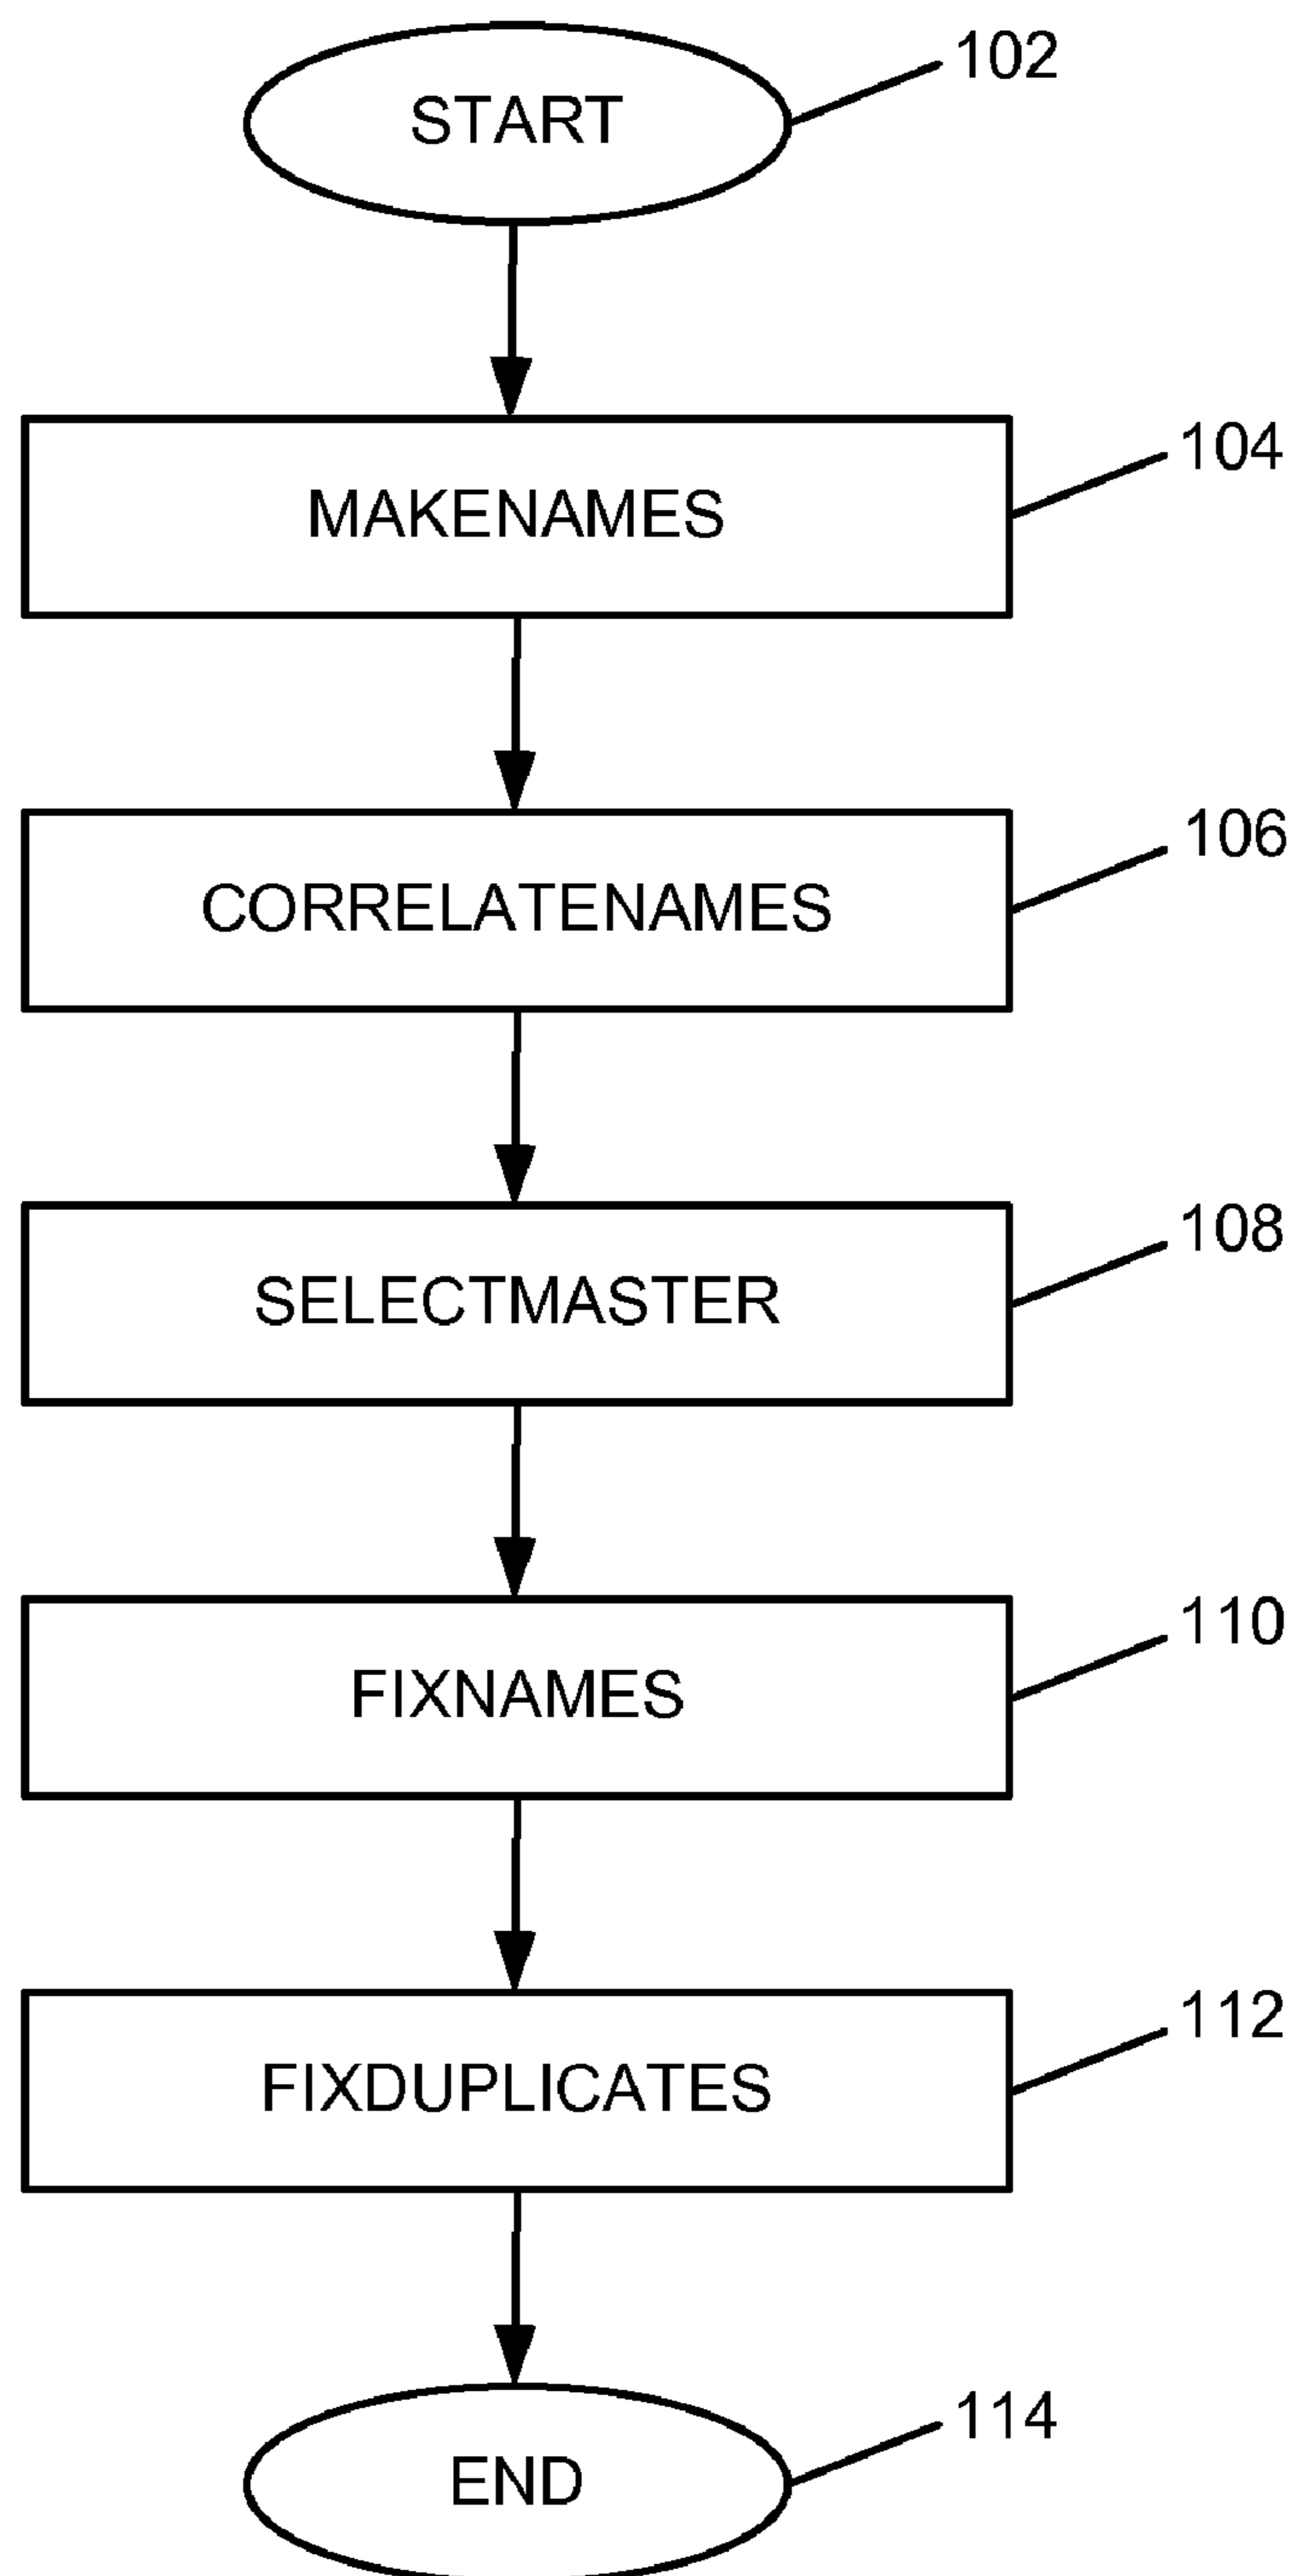 START
102
MAKENAMES
104
CORRELATENAMES
106
SELECTMASTER
108
FIXNAMES
110
FIXDUPLICATES
112
END
114